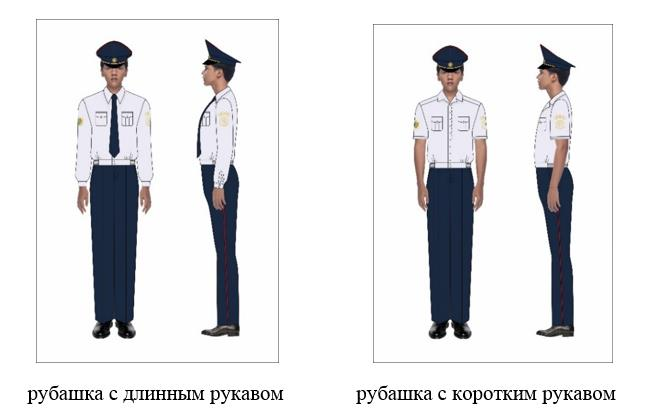 рубашка с длинным рукавом
рубашка с коротким рукавом